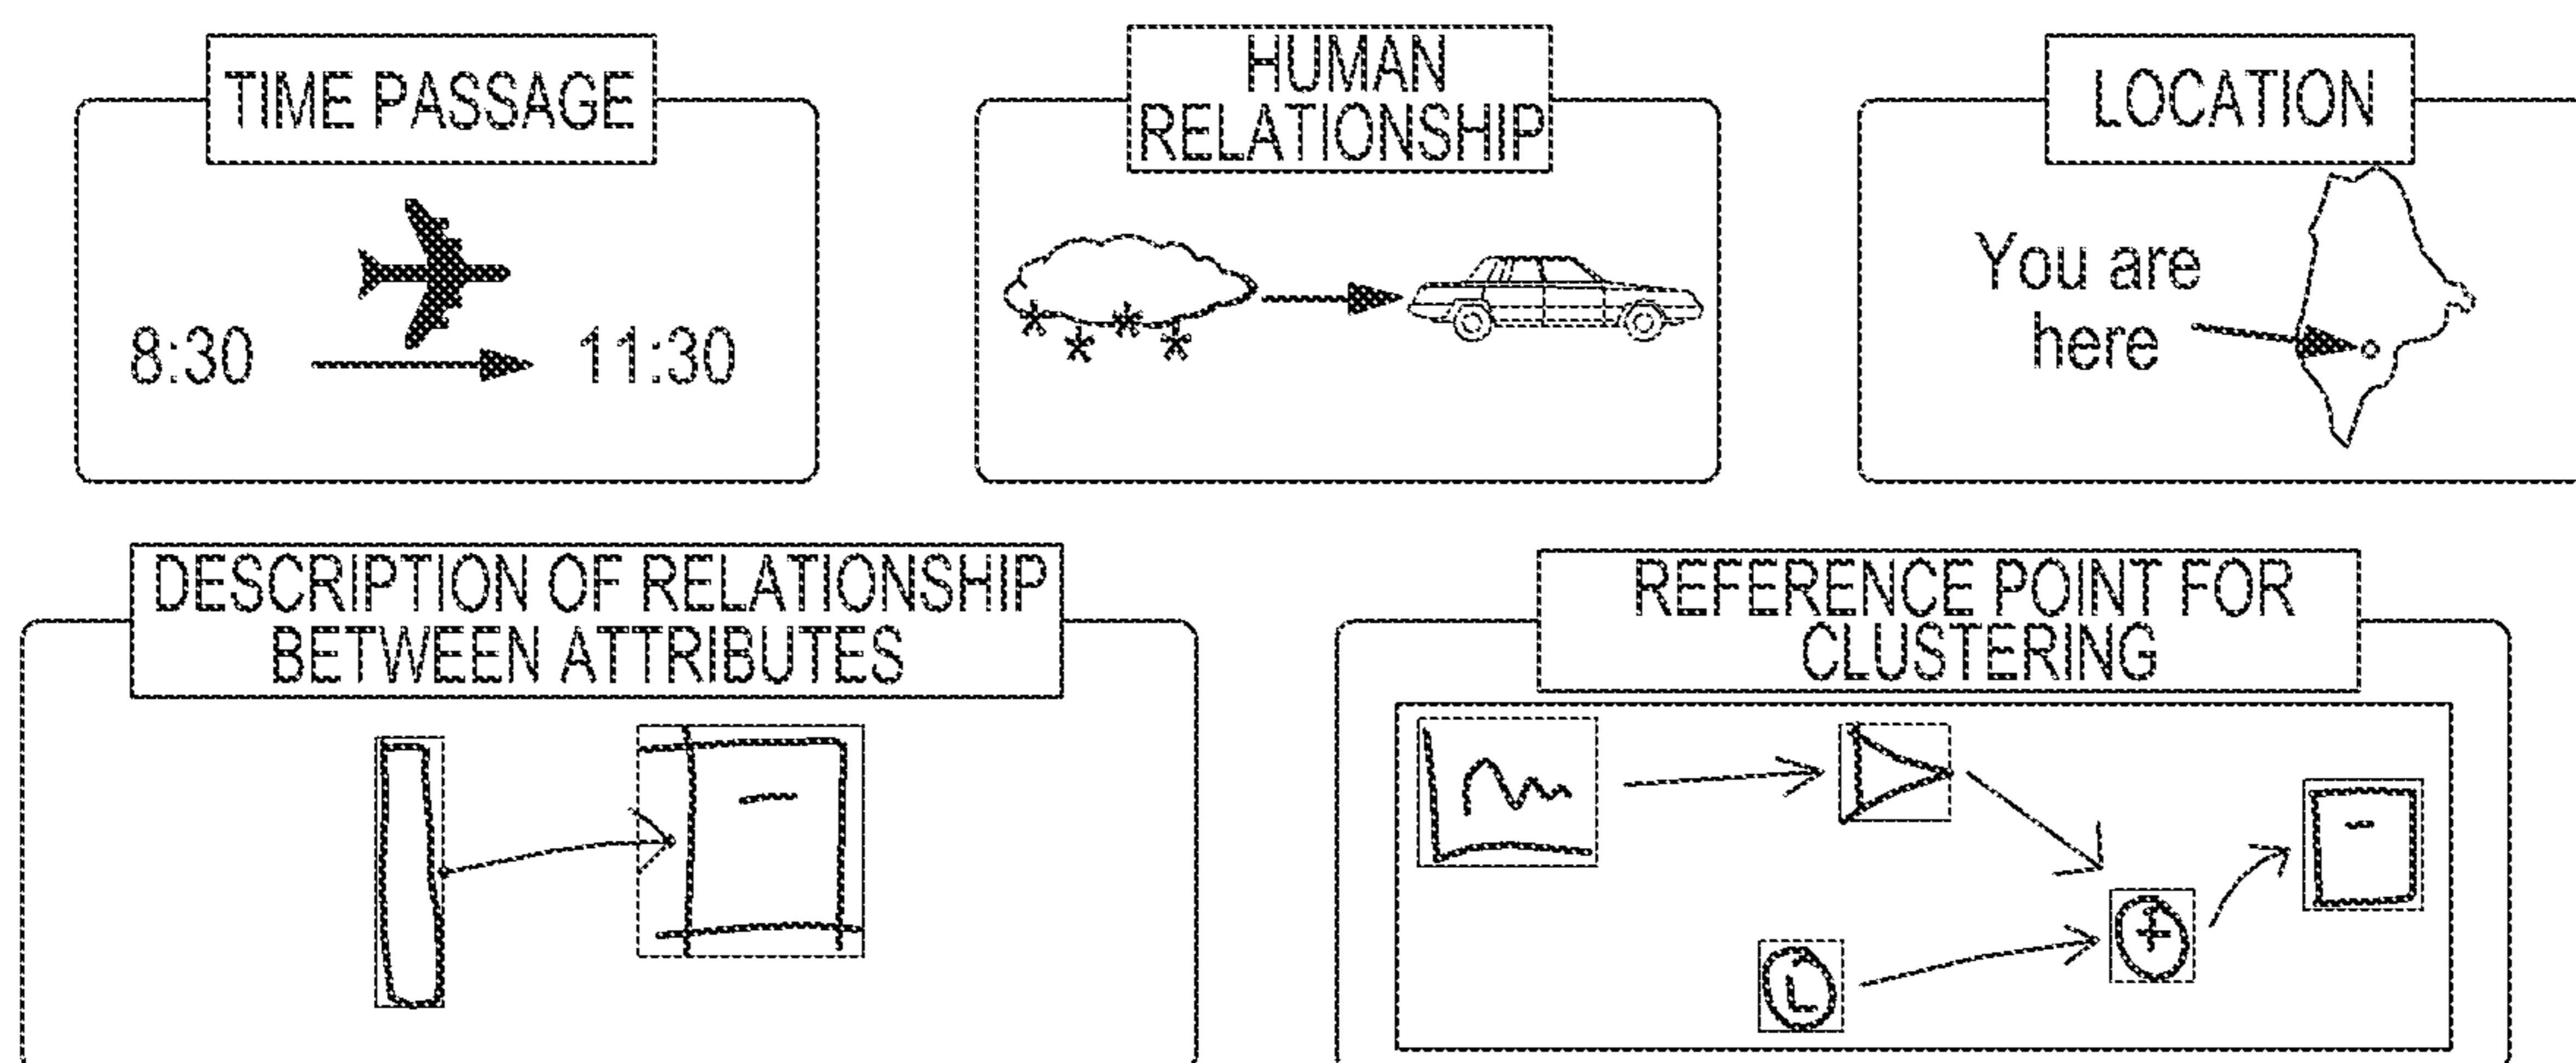 TIME PASSAGE
8:30
11:30
HUMAN
RELATIONSHIP
LOCATION
You are
here
DESCRIPTION OF RELATIONSHIP
BETWEEN ATTRIBUTES
REFERENCE POINT FOR
CLUSTERING
L
+